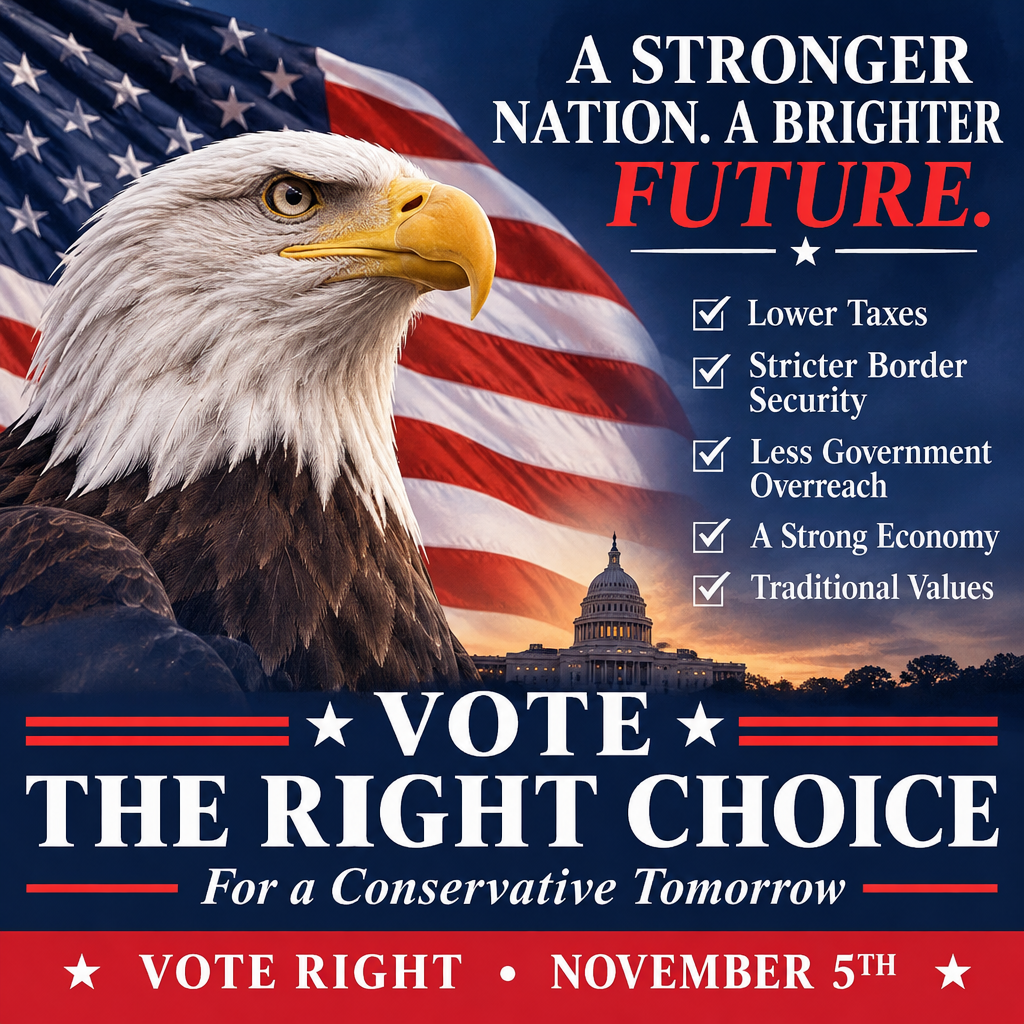 A STRONGER
NATION. A BRIGHTER
FUTURE.
Lower Taxes
Stricter Border
Security
Less Government
Overreach
A Strong Economy
Traditional Values
VOTE
THE RIGHT CHOICE
For a Conservative Tomorrow
VOTE RIGHT • NOVEMBER 5TH